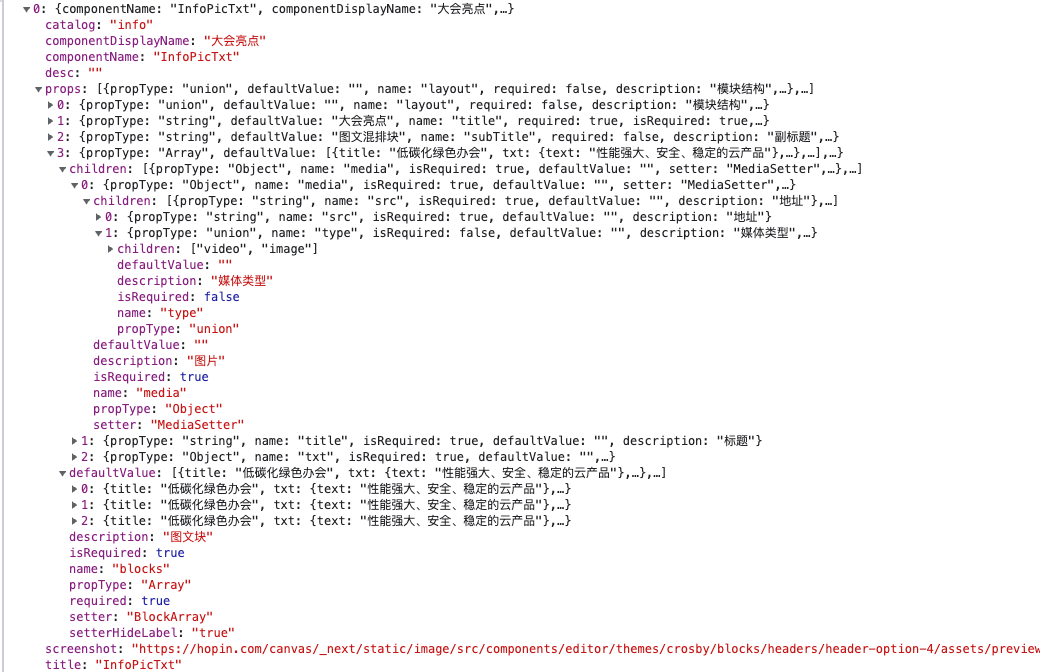 0: {componentName: "InfoPicTxt", componentDisplayName: "大会亮点",…}
catalog: "info"
componentDisplayName: "大会亮点"
componentName: "InfoPicTxt"
desc: ""
props: [{propType: "union", defaultValue: "", name: "layout", required: false, description: "模块结构",…},…]
0: {propType: "union", defaultValue: "", name: "layout", required: false, description: "模块结构",…}
1: {propType: "string", defaultValue: "大会亮点", name: "title", required: true, isRequired: true,…}
2: {propType: "string", defaultValue: "图文混排块", name: "subTitle", required: false, description: "副标题",…}
3: {propType: "Array", defaultValue: [{title: "低碳化绿色办会", txt: {text: "性能强大、安全、稳定的云产品"},…},…],…}
children: [{propType: "Object", name: "media", isRequired: true, defaultValue: "", setter: "MediaSetter",…},…]
0: {propType: "Object", name: "media", isRequired: true, defaultValue: "", setter: "MediaSetter",…}
children: [{propType: "string", name: "src", isRequired: true, defaultValue: "", description: "地址"},…]
0: {propType: "string", name: "src", isRequired: true, defaultValue: "", description: "地址"}
1: {propType: "union", name: "type", isRequired: false, defaultValue: "", description: "媒体类型",…}
children: ["video", "image"]
defaultValue: ""
description: "媒体类型"
isRequired: false
name: "type"
propType: "union"
defaultValue: ""
description: "图片"
isRequired: true
name: "media"
propType: "Object"
setter: "MediaSetter"
1: {propType: "string", name: "title", isRequired: true, defaultValue: "", description: "标题"}
2: {propType: "Object", name: "txt", isRequired: true, defaultValue: "",…}
defaultValue: [{title: "低碳化绿色办会", txt: {text: "性能强大、安全、稳定的云产品"},…},…]
0: {title: "低碳化绿色办会", txt: {text: "性能强大、安全、稳定的云产品"},…}
1: {title: "低碳化绿色办会", txt: {text: "性能强大、安全、稳定的云产品"},…}
2: {title: "低碳化绿色办会", txt: {text: "性能强大、安全、稳定的云产品"},…}
description: "图文块"
isRequired: true
name: "blocks"
propType: "Array"
required: true
setter: "BlockArray"
setterHideLabel: "true"
screenshot: "https://hopin.com/canvas/_next/static/image/src/components/editor/themes/crosby/blocks/headers/header-option-4/assets/preview
title: "InfoPicTxt"